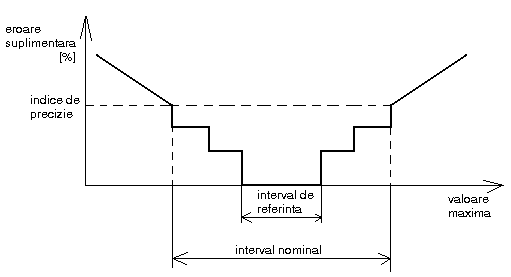 eroare
suplimentara
[%]
indice de
precizie
interval de
referinta
valoare
maxima
interval nominal